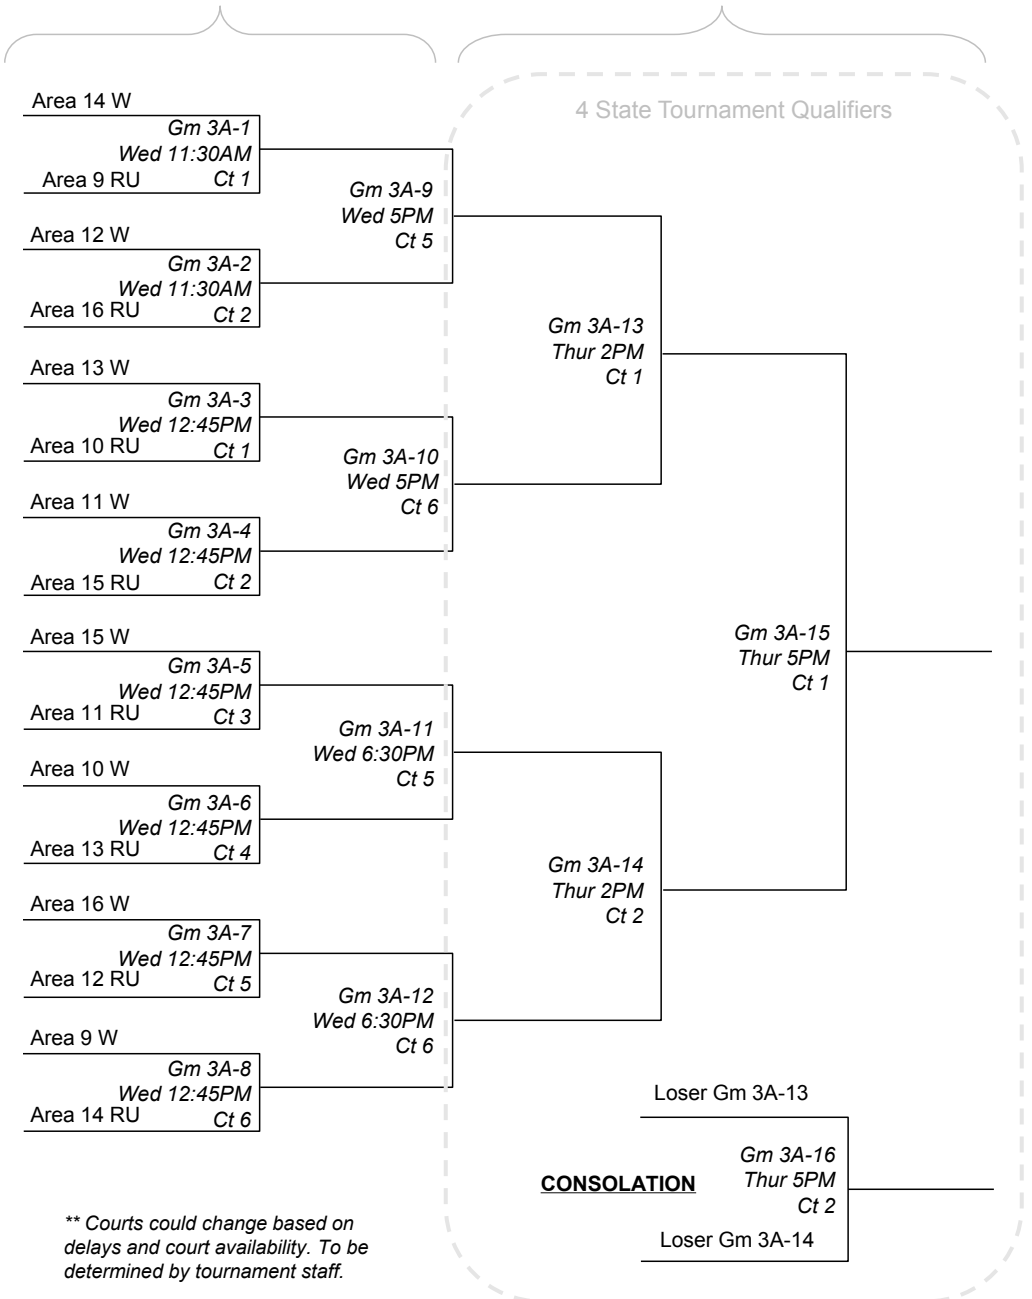 4 State Tournament Qualifiers
Area 14 W
Gm 3A-1
Wed 11:30AM
Area 9 RU
Ct 1
Area 12 W
Gm 3A-2
Wed 11:30AM
Area 16 RU
Ct 2
Area 13 W
Gm 3A-3
Wed 12:45PM
Area 10 RU
Ct 1
Area 11 W
Gm 3A-4
Wed 12:45PM
Area 15 RU
Ct 2
Area 15 W
Gm 3A-5
Wed 12:45PM
Area 11 RU
Ct 3
Area 10 W
Gm 3A-6
Wed 12:45PM
Area 13 RU
Ct 4
Area 16 W
Gm 3A-7
Wed 12:45PM
Area 12 RU
Ct 5
Area 9 W
Gm 3A-8
Wed 12:45PM
Area 14 RU
Ct 6
Gm 3A-9
Wed 5PM
Ct 5
Gm 3A-10
Wed 5PM
Ct 6
Gm 3A-11
Wed 6:30PM
Ct 5
Gm 3A-12
Wed 6:30PM
Ct 6
Gm 3A-13
Thur 2PM
Ct 1
Gm 3A-14
Thur 2PM
Ct 2
Gm 3A-15
Thur 5PM
Ct 1
Loser Gm 3A-13
CONSOLATION
Gm 3A-16
Thur 5PM
Ct 2
Loser Gm 3A-14
** Courts could change based on
delays and court availability. To be
determined by tournament staff.